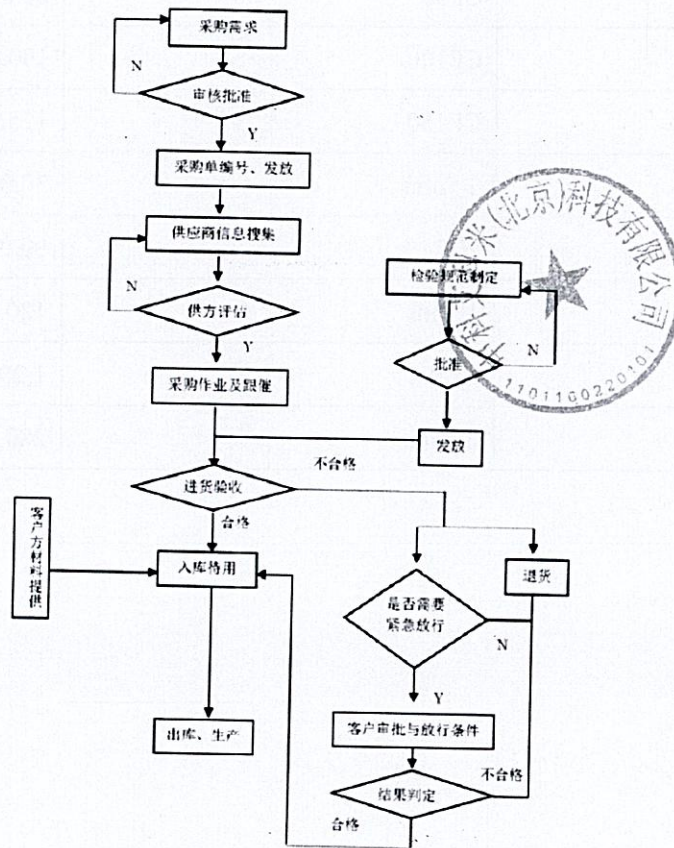 采购需求
N
审核批准
Y
采购单编号、发放
供应商信息搜集
N
供方评估
Y
采购作业及跟催
检验规范制定
N
批准
发放
不合格
进货验收
合格
客户方材料提供
入库待用
退货
是否需要
紧急放行
N
Y
出库、生产
客户审批与放行条件
不合格
结果判定
合格
米(北京)科技有限公司
1101160220101